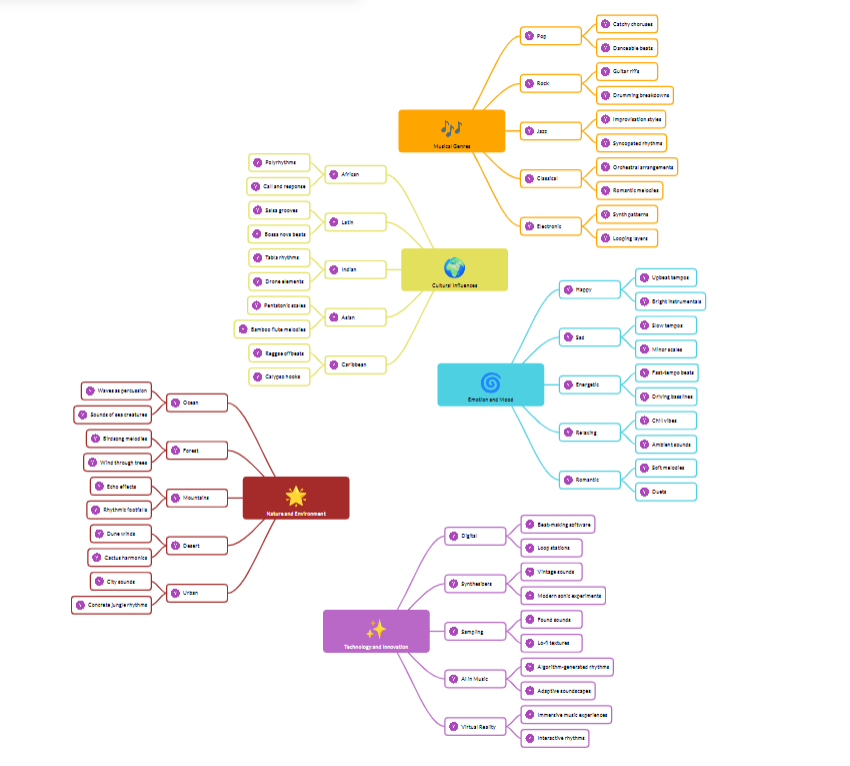 Musical Genres
Pop
Catchy choruses
Danceable beats
Rock
Guitar riffs
Drumming breakdowns
Jazz
Improvisation styles
Syncopated rhythms
Classical
Orchestral arrangements
Romantic melodies
Electronic
Synth patterns
Looping layers
Cultural Influences
African
Polyrhythms
Call and response
Latin
Salsa grooves
Bossa nova beats
Indian
Tabla rhythms
Drone elements
Asian
Pentatonic scales
Bamboo flute melodies
Caribbean
Reggae offbeats
Calypso hooks
Emotion and Mood
Happy
Upbeat tempos
Bright instrumentals
Sad
Slow tempos
Minor scales
Energetic
Fast-tempo beats
Driving basslines
Relaxing
Chill vibes
Ambient sounds
Romantic
Soft melodies
Duets
Nature and Environment
Ocean
Waves as percussion
Sounds of sea creatures
Forest
Birdsong melodies
Wind through trees
Mountains
Echo effects
Rhythmic footfalls
Desert
Dune winds
Cactus harmonics
Urban
City sounds
Concrete jungle rhythms
Technology and Innovation
Digital
Beat-making software
Loop stations
Synthesizers
Vintage sounds
Modern sonic experiments
Sampling
Found sounds
Lo-fi textures
AI in Music
Algorithm-generated rhythms
Adaptive soundscapes
Virtual Reality
Immersive music experiences
Interactive rhythms